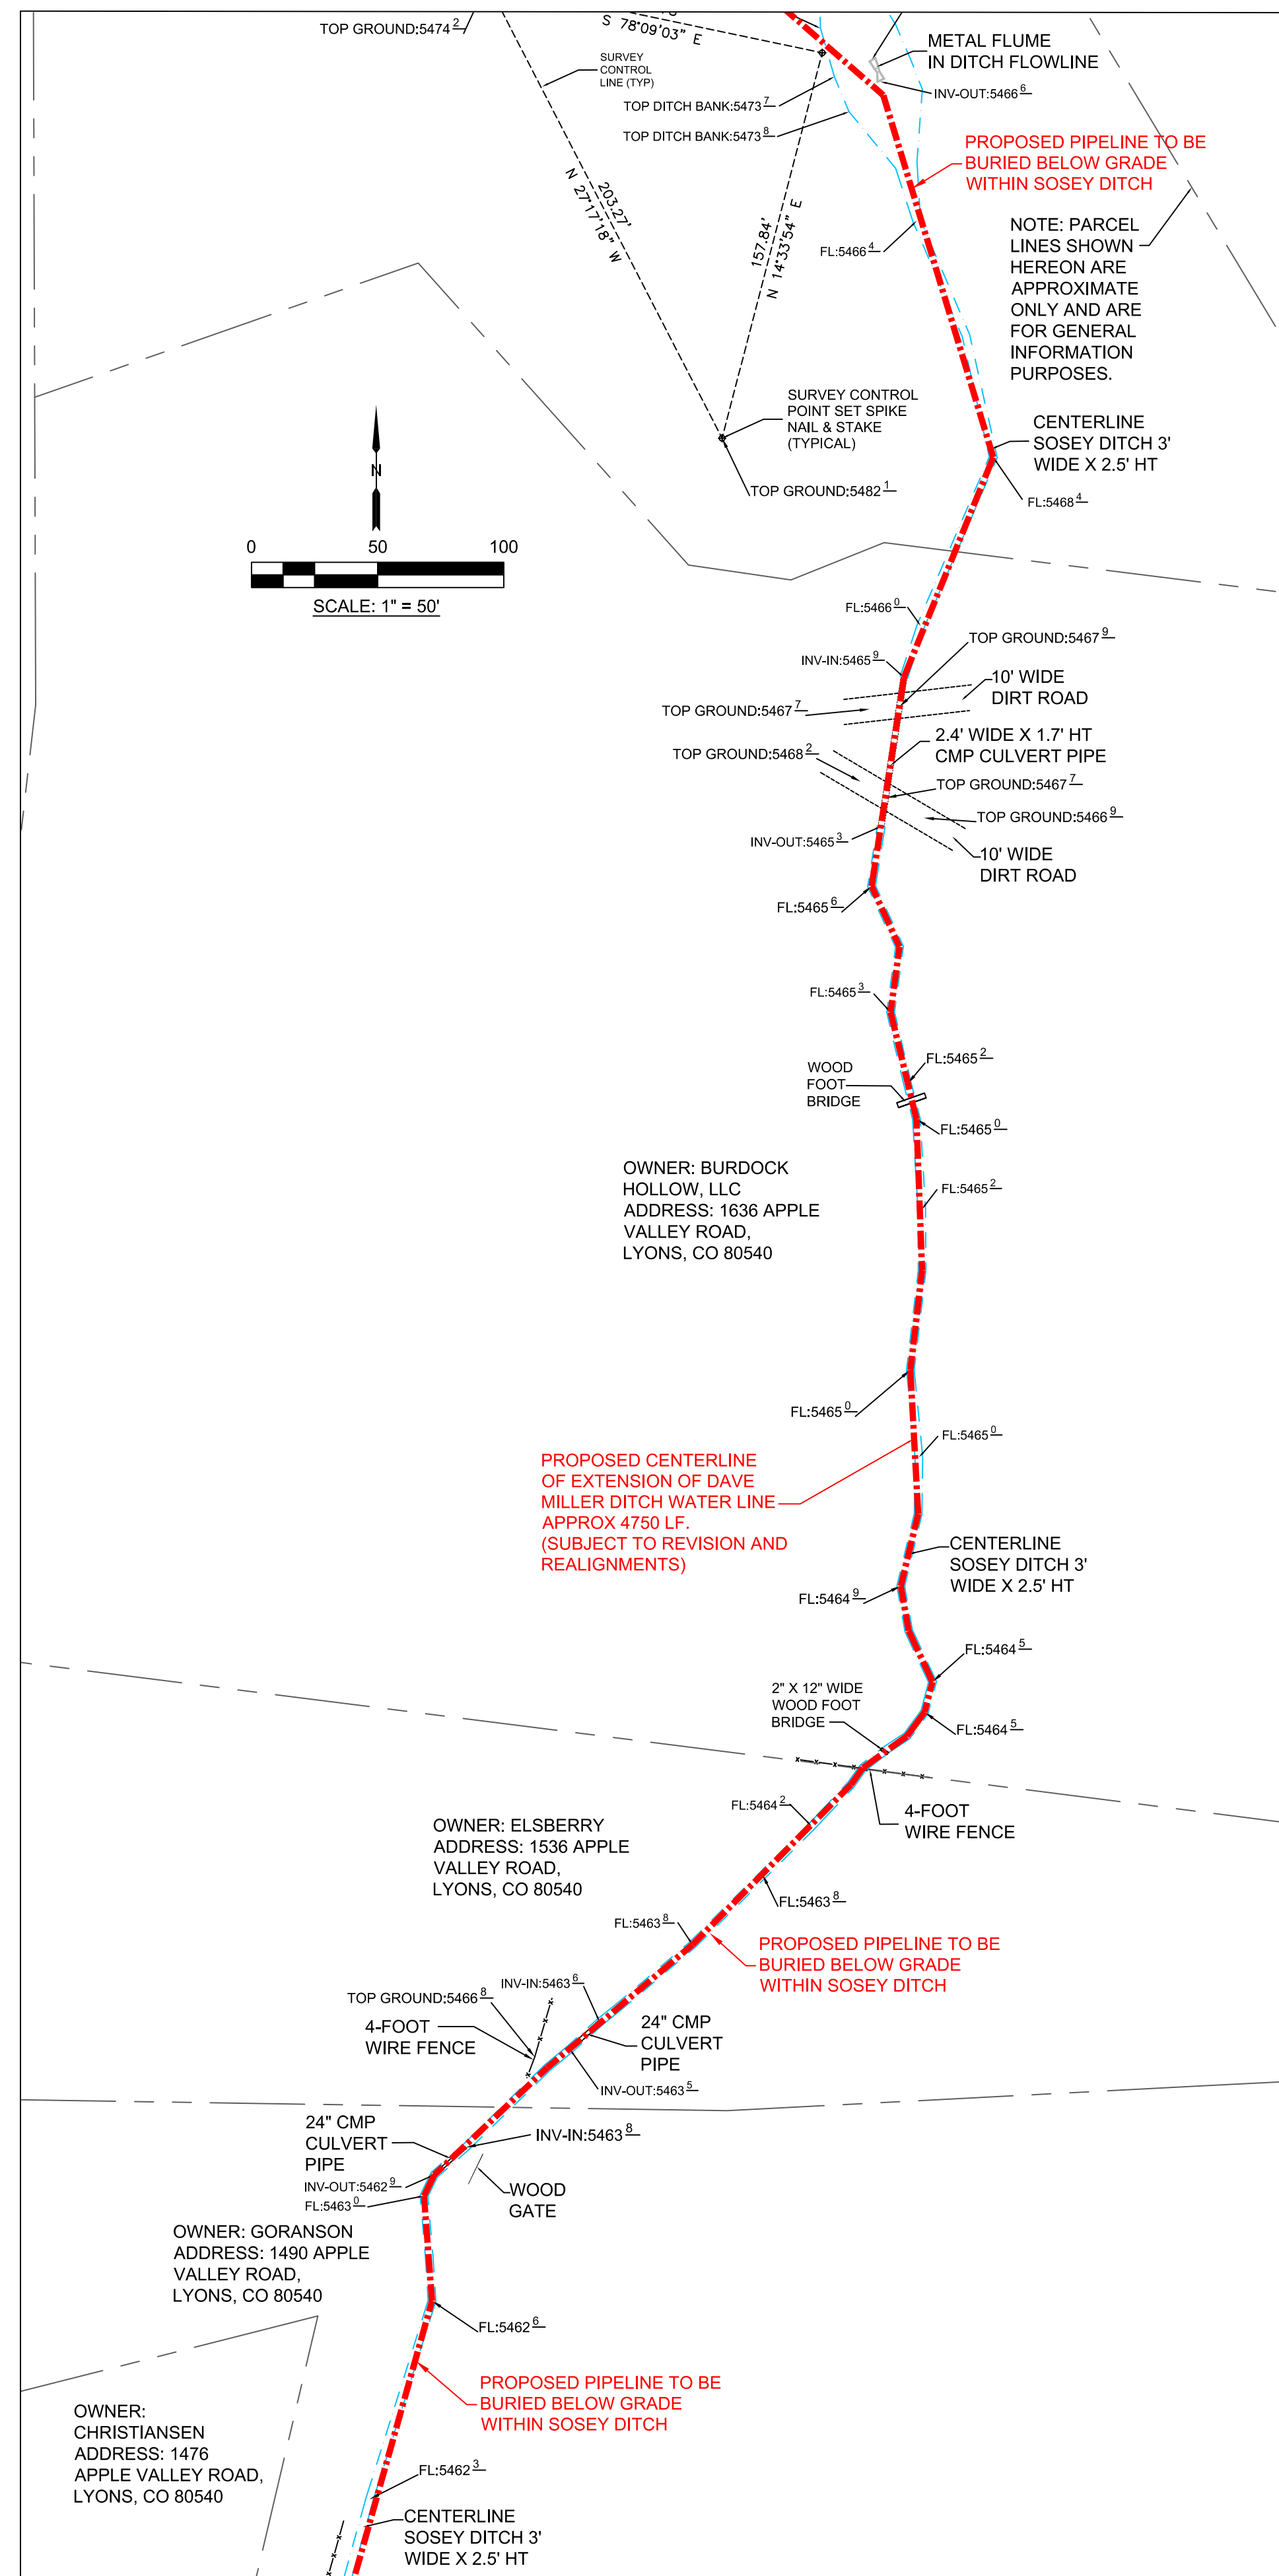 TOP GROUND:5474 2
S 78°09'03" E
SURVEY
CONTROL
LINE (TYP)
METAL FLUME
IN DITCH FLOWLINE
INV-OUT:5466 6
TOP DITCH BANK:5473 7
TOP DITCH BANK:5473 8
PROPOSED PIPELINE TO BE
BURIED BELOW GRADE
WITHIN SOSEY DITCH
203.27'
N 27°17'18" W
157.84'
N 14°33'54" E
FL:5466 4
NOTE: PARCEL
LINES SHOWN
HEREON ARE
APPROXIMATE
ONLY AND ARE
FOR GENERAL
INFORMATION
PURPOSES.
SURVEY CONTROL
POINT SET SPIKE
NAIL & STAKE
(TYPICAL)
CENTERLINE
SOSEY DITCH 3'
WIDE X 2.5' HT
TOP GROUND:5482 1
FL:5468 4
N
0 50 100
SCALE: 1" = 50'
FL:5466 0
TOP GROUND:5467 9
INV-IN:5465 9
10' WIDE
DIRT ROAD
TOP GROUND:5467 7
2.4' WIDE X 1.7' HT
CMP CULVERT PIPE
TOP GROUND:5468 2
TOP GROUND:5467 7
TOP GROUND:5466 9
INV-OUT:5465 3
10' WIDE
DIRT ROAD
FL:5465 6
FL:5465 3
FL:5465 2
WOOD
FOOT
BRIDGE
FL:5465 0
OWNER: BURDOCK
HOLLOW, LLC
ADDRESS: 1636 APPLE
VALLEY ROAD,
LYONS, CO 80540
FL:5465 2
FL:5465 0
FL:5465 0
PROPOSED CENTERLINE
OF EXTENSION OF DAVE
MILLER DITCH WATER LINE
APPROX 4750 LF.
(SUBJECT TO REVISION AND
REALIGNMENTS)
CENTERLINE
SOSEY DITCH 3'
WIDE X 2.5' HT
FL:5464 9
FL:5464 5
2" X 12" WIDE
WOOD FOOT
BRIDGE
FL:5464 5
FL:5464 2
4-FOOT
WIRE FENCE
OWNER: ELSBERRY
ADDRESS: 1536 APPLE
VALLEY ROAD,
LYONS, CO 80540
FL:5463 8
FL:5463 8
PROPOSED PIPELINE TO BE
BURIED BELOW GRADE
WITHIN SOSEY DITCH
INV-IN:5463 6
TOP GROUND:5466 8
4-FOOT
WIRE FENCE
24" CMP
CULVERT
PIPE
INV-OUT:5463 5
24" CMP
CULVERT
PIPE
INV-IN:5463 8
INV-OUT:5462 9
FL:5463 0
WOOD
GATE
OWNER: GORANSON
ADDRESS: 1490 APPLE
VALLEY ROAD,
LYONS, CO 80540
FL:5462 6
PROPOSED PIPELINE TO BE
BURIED BELOW GRADE
WITHIN SOSEY DITCH
OWNER:
CHRISTIANSEN
ADDRESS: 1476
APPLE VALLEY ROAD,
LYONS, CO 80540
FL:5462 3
CENTERLINE
SOSEY DITCH 3'
WIDE X 2.5' HT